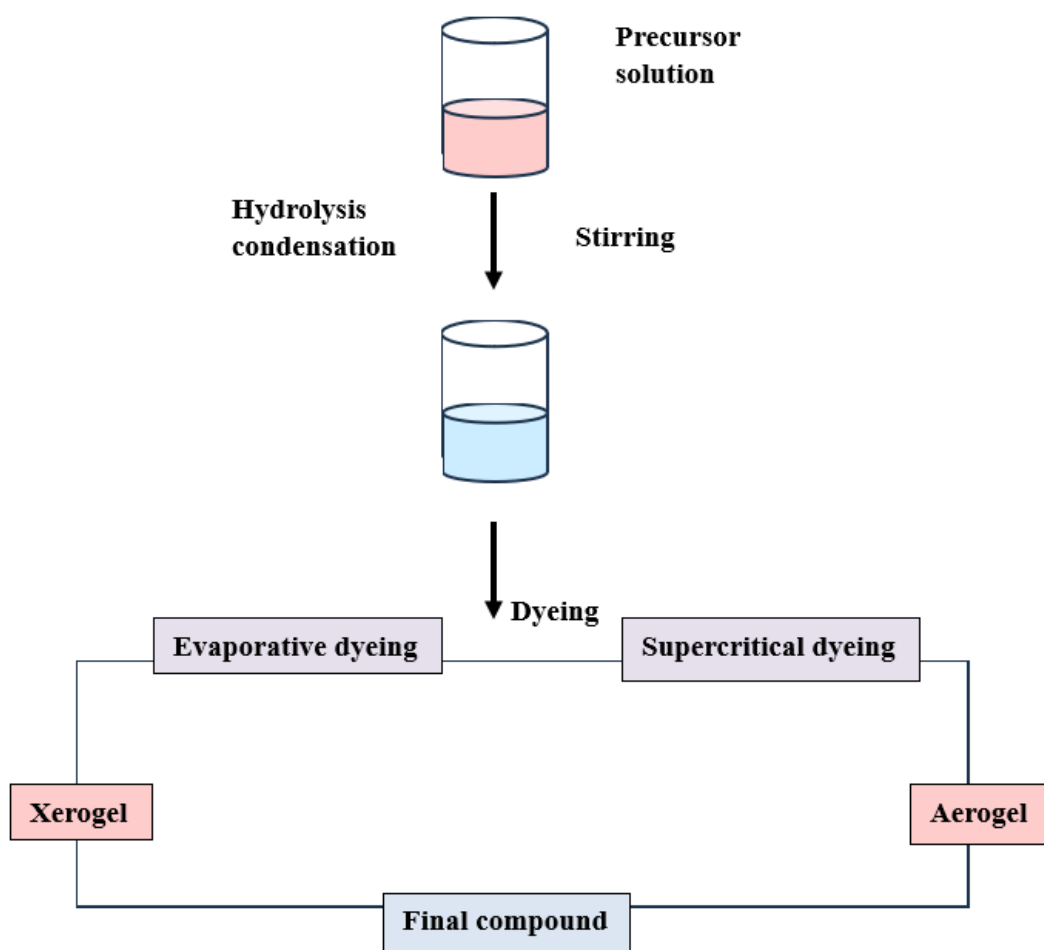 Precursor
solution
Hydrolysis
condensation
Stirring
Dyeing
Evaporative dyeing
Supercritical dyeing
Xerogel
Aerogel
Final compound